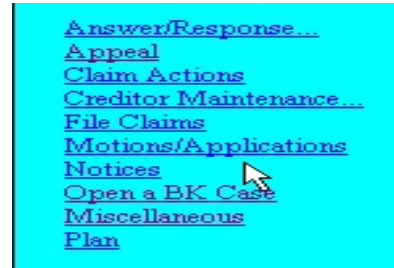 Answer/Response...
Appeal
Claim Actions
Creditor Maintenance...
File Claims
Motions/Applications
Notices
Open a BK Case
Miscellaneous
Plan